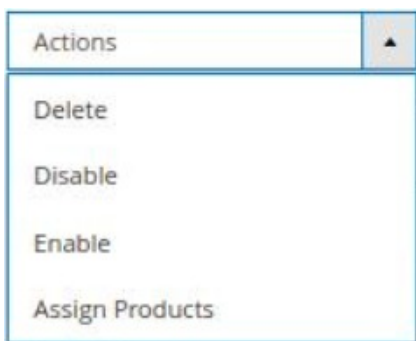 Actions
Delete
Disable
Enable
Assign Products